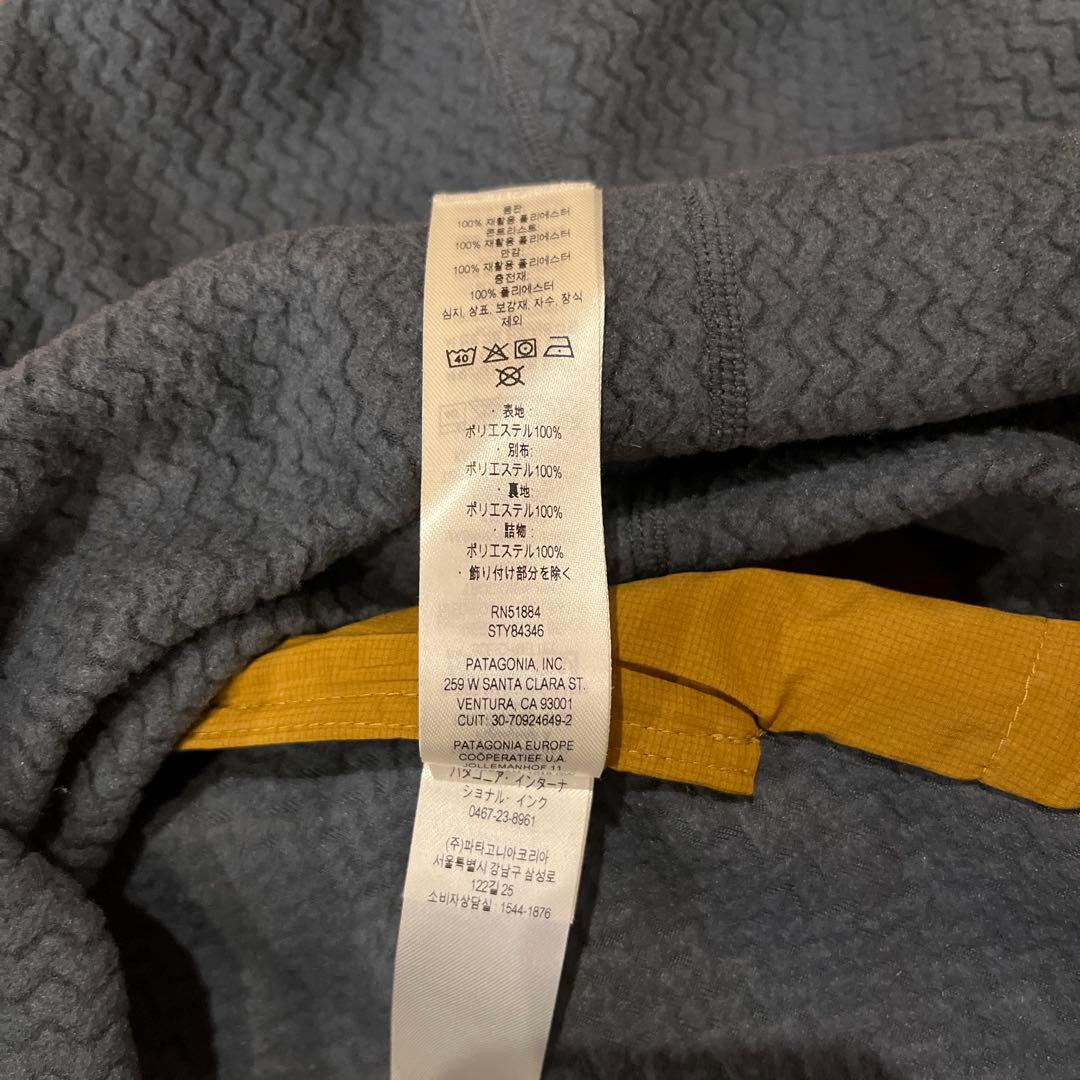 몸판
100% 재활용 폴리에스터
콘트라스트
100% 재활용 폴리에스터
안감:
100% 재활용 폴리에스터
충전재:
100% 폴리에스터
심지, 상표, 보강재, 자수, 장식
제외
40
・ 表地 :
ポリエステル100%
・ 別布:
ポリエステル100%
・ 裏地:
ポリエステル100%
・ 詰物:
ポリエステル100%
・ 飾り付け部分を除く
RN51884
STY84346
PATAGONIA, INC.
259 W SANTA CLARA ST.
VENTURA, CA 93001
CUIT: 30-70924649-2
PATAGONIA EUROPE
COÖPERATIEF U.A.
JOLLEMANHOF 11
パタゴニア・インターナ
ショナル・インク
0467-23-8961
(주)파타고니아코리아
서울특별시 강남구 삼성로
122길 25
소비자상담실 : 1544-1876